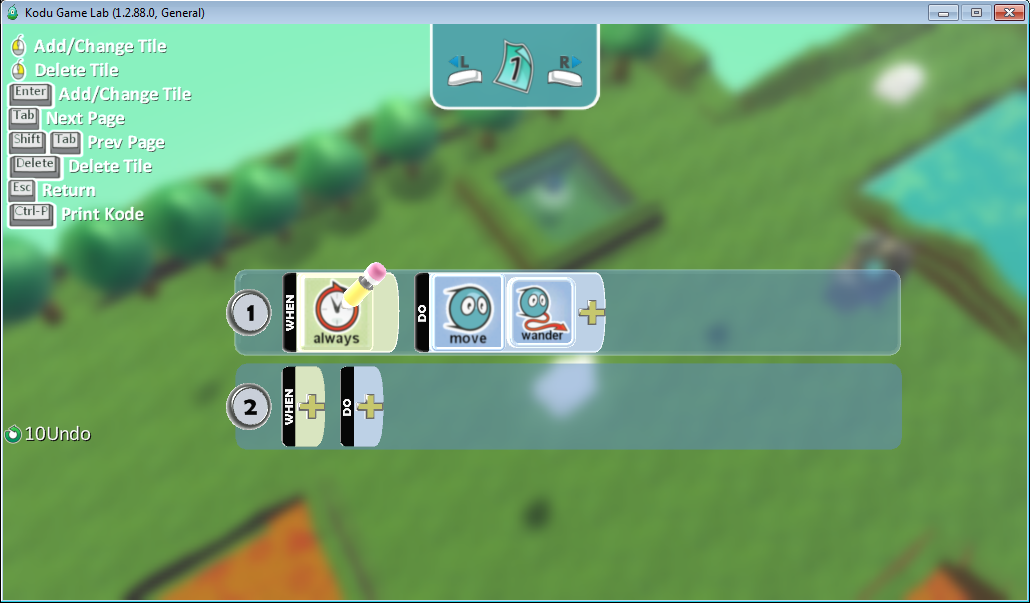 Kodu Game Lab (1.2.88.0, General)
Add/Change Tile
Delete Tile
Enter Add/Change Tile
Tab Next Page
Shift Tab Prev Page
Delete Delete Tile
Esc Return
Ctrl-P Print Kode
L 1 R
1 WHEN always DO move wander
2 WHEN DO
10Undo